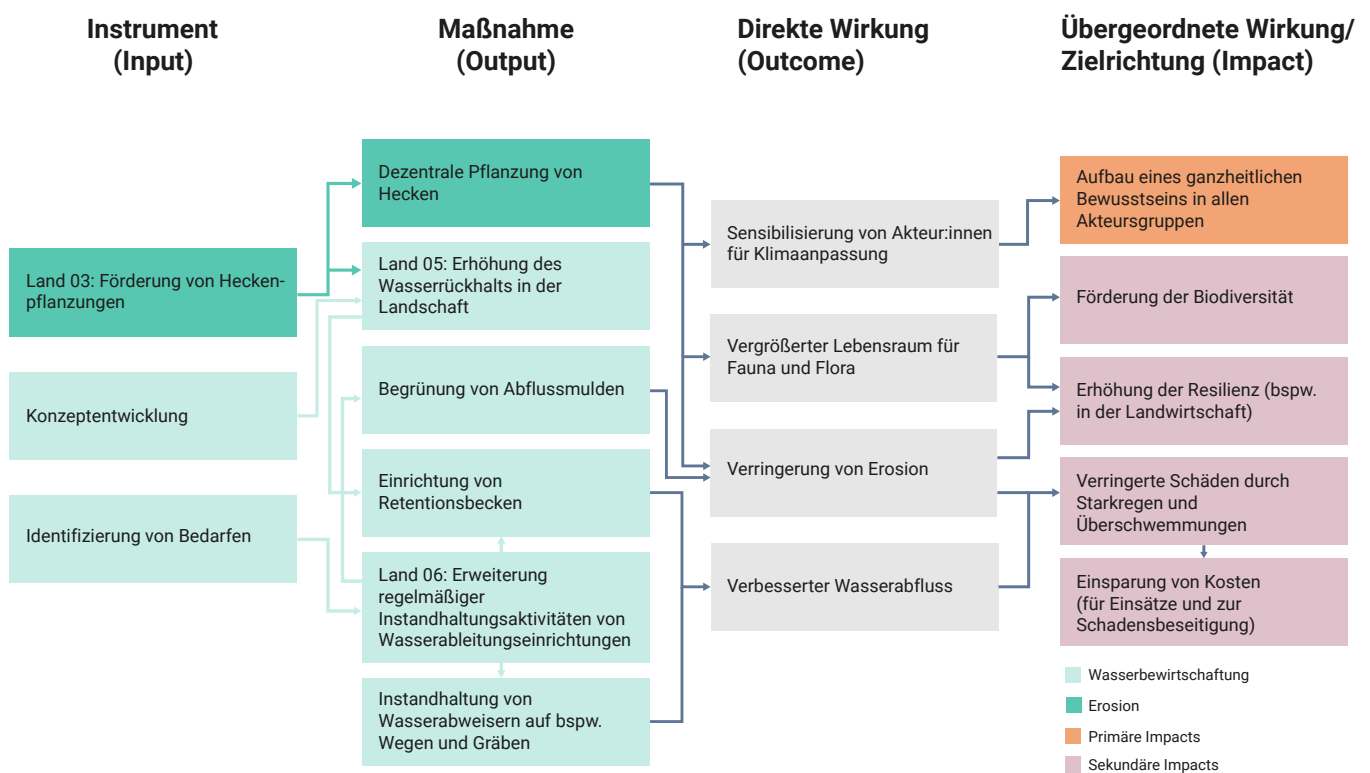 Instrument
(Input)
Maßnahme
(Output)
Direkte Wirkung
(Outcome)
Übergeordnete Wirkung/
Zielrichtung (Impact)
Land 03: Förderung von Hecken-
pflanzungen
Konzeptentwicklung
Identifizierung von Bedarfen
Dezentrale Pflanzung von
Hecken
Land 05: Erhöhung des
Wasserrückhalts in der
Landschaft
Begrünung von Abflussmulden
Einrichtung von
Retentionsbecken
Land 06: Erweiterung
regelmäßiger
Instandhaltungsaktivitäten von
Wasserableitungseinrichtungen
Instandhaltung von
Wasserabweisern auf bspw.
Wegen und Gräben
Sensibilisierung von Akteur:innen
für Klimaanpassung
Vergrößerter Lebensraum für
Fauna und Flora
Verringerung von Erosion
Verbesserter Wasserabfluss
Aufbau eines ganzheitlichen
Bewusstseins in allen
Akteursgruppen
Förderung der Biodiversität
Erhöhung der Resilienz (bspw.
in der Landwirtschaft)
Verringerte Schäden durch
Starkregen und
Überschwemmungen
Einsparung von Kosten
(für Einsätze und zur
Schadensbeseitigung)
Wasserbewirtschaftung
Erosion
Primäre Impacts
Sekundäre Impacts